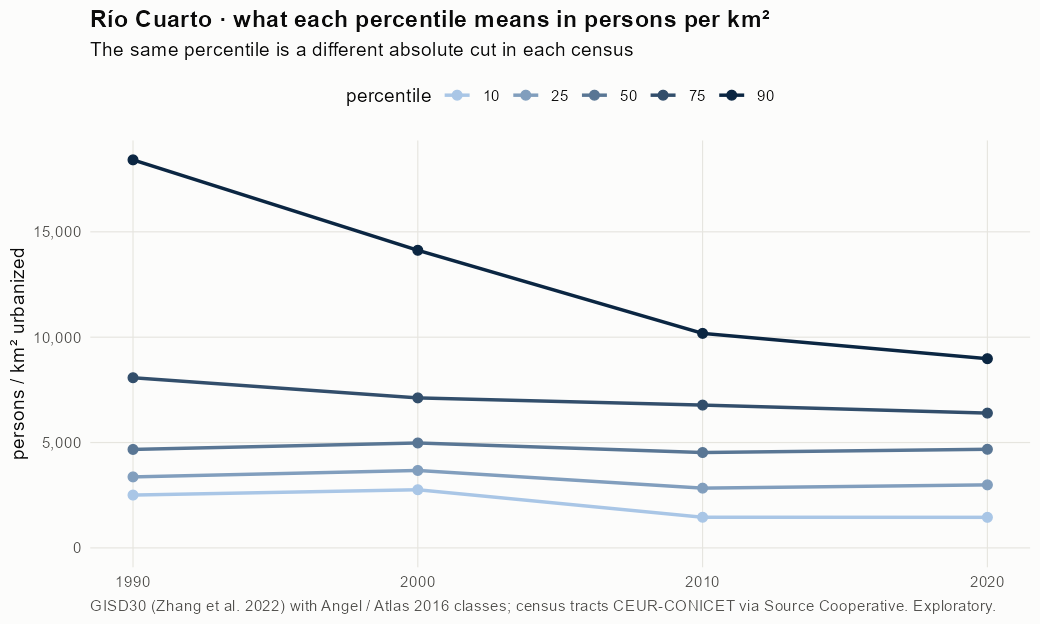 Río Cuarto · what each percentile means in persons per km²
The same percentile is a different absolute cut in each census
percentile 10 25 50 75 90
persons / km² urbanized
15,000
10,000
5,000
0
1990 2000 2010 2020
GISD30 (Zhang et al. 2022) with Angel / Atlas 2016 classes; census tracts CEUR-CONICET via Source Cooperative. Exploratory.